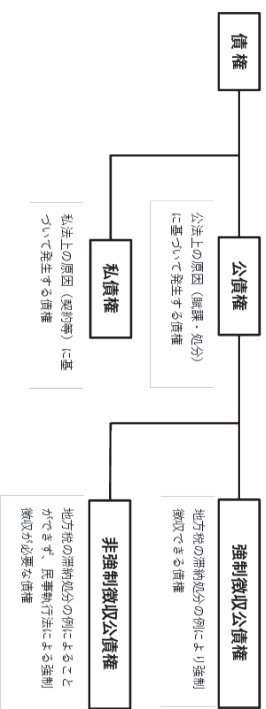 債権
公債権
公法上の原因（賦課・処分）
に基づいて発生する債権
強制徴収公債権
地方税の滞納処分の例により強制
徴収できる債権
非強制徴収公債権
地方税の滞納処分の例によること
ができず、民事執行法による強制
徴収が必要な債権
私債権
私法上の原因（契約等）に基
づいて発生する債権